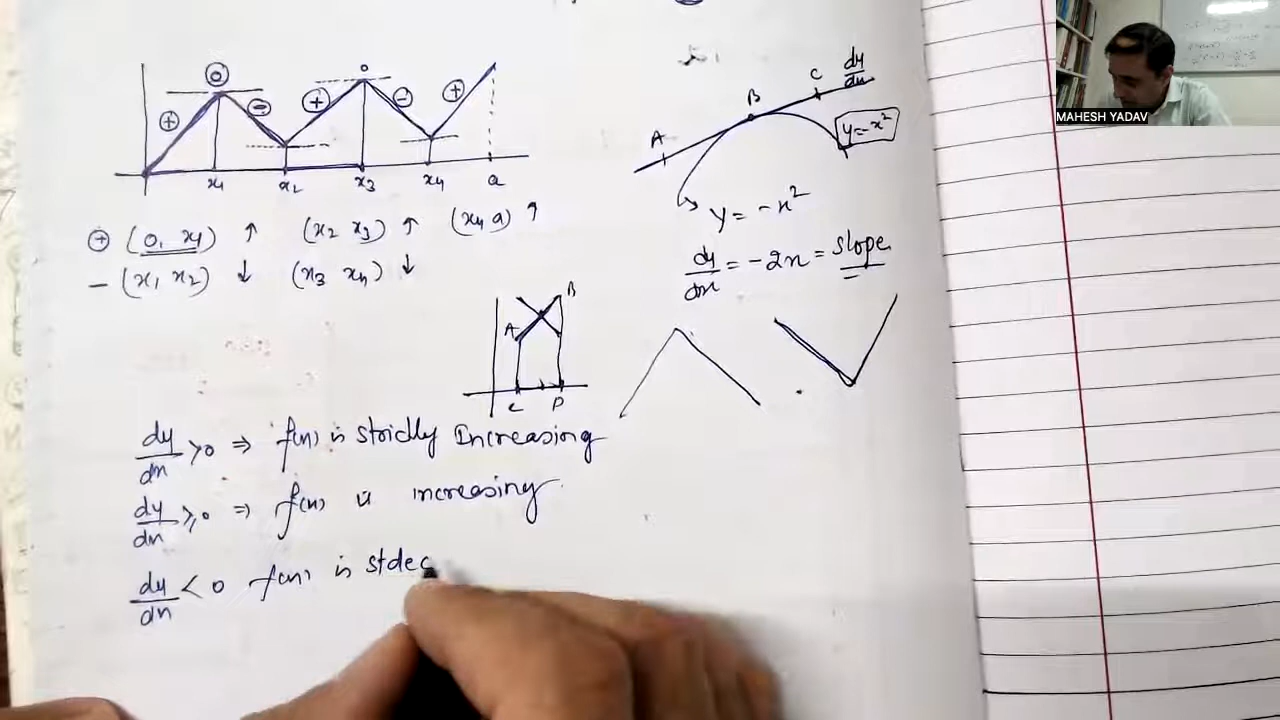 ⊕ ⓪ ⊖ ⊕ 0 ⊖ ⊕
x1 x2 x3 x4 a
⊕ (0, x1) ↑ (x2 x3) ↑ (x4 a) ↑
- (x1 x2) ↓ (x3 x4) ↓
A B C dy/dx
y=-x²
y = -x²
dy/dx = -2x = slope
A B
C P
dy/dx >0 ⇒ f(x) is strictly Increasing
dy/dx ≥0 ⇒ f(x) is increasing
dy/dx < 0 f(x) is stdec
MAHESH YADAV